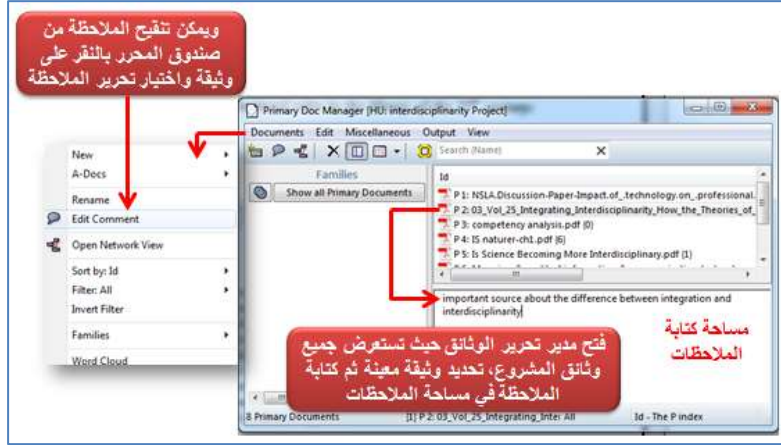 ويمكن تنقيح الملاحظة من
صندوق المحرر بالنقر على
وثيقة واختيار تحرير الملاحظة
Primary Doc Manager [HU: interdisciplinarity Project]
Documents Edit Miscellaneous Output View
Search (Name)
Families
Show all Primary Documents
Id
P 1: NSLA.Discussion-Paper-Impact.of_.technology.on_.professional.
P 2: 03_Vol_25_Integrating_Interdisciplinarity_How_the_Theories_of_
P 3: competency analysis.pdf {0}
P 4: IS naturer-ch1.pdf {6}
P 5: Is Science Becoming More Interdisciplinary.pdf {1}
important source about the difference between integration and
interdisciplinarity
مساحة كتابة
الملاحظات
فتح مدير تحرير الوثائق حيث تستعرض جميع
وثائق المشروع، تحديد وثيقة معينة ثم كتابة
الملاحظة في مساحة الملاحظات
8 Primary Documents
[1] P 2: 03_Vol_25_Integrating_Inter
All
Id - The P index
New
A-Docs
Rename
Edit Comment
Open Network View
Sort by: Id
Filter: All
Invert Filter
Families
Word Cloud